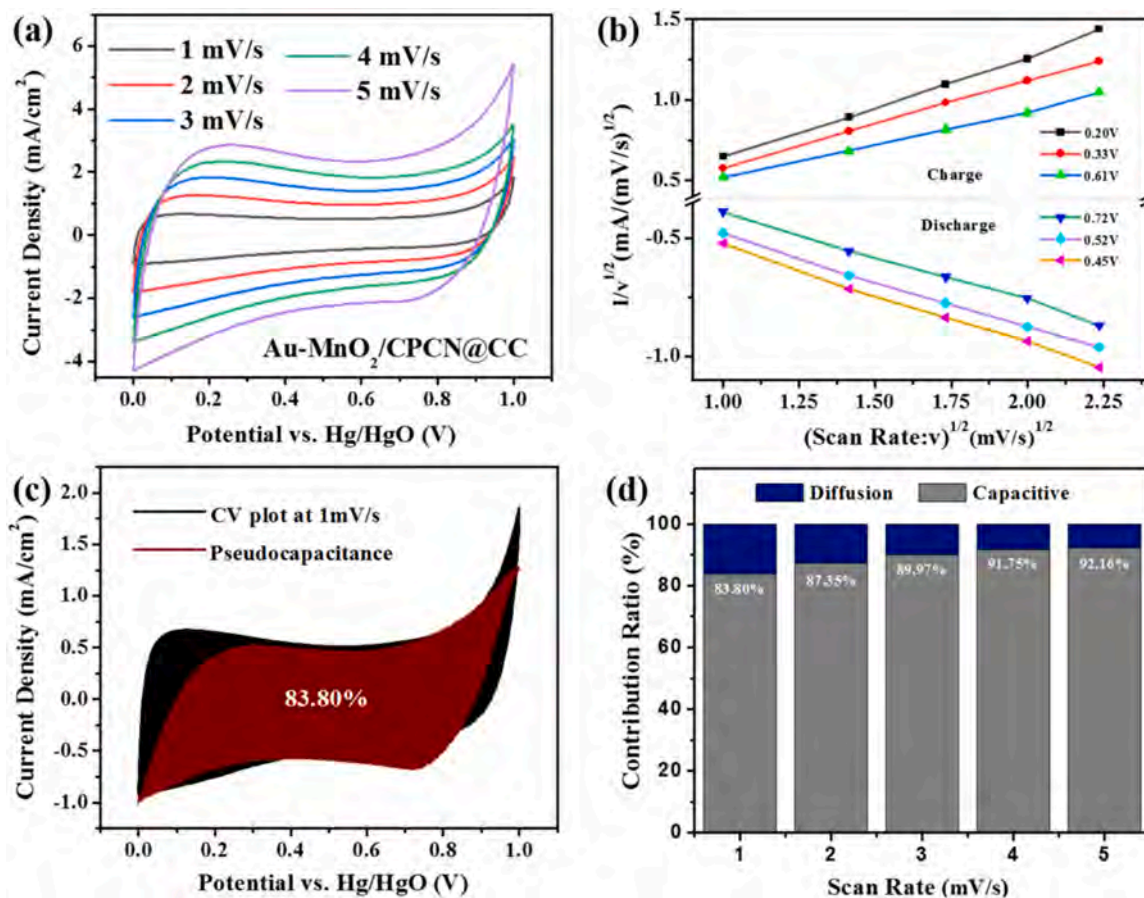 (a)
1 mV/s
4 mV/s
2 mV/s
5 mV/s
3 mV/s
6
4
2
0
-2
-4
Current Density (mA/cm²)
Au-MnO₂/CPCN@CC
0.0 0.2 0.4 0.6 0.8 1.0
Potential vs. Hg/HgO (V)
(b)
1.5
1.0
0.5
-0.5
-1.0
I/v^1/2 (mA/(mV/s)^1/2
0.20V
0.33V
0.61V
Charge
Discharge
0.72V
0.52V
0.45V
1.00 1.25 1.50 1.75 2.00 2.25
(Scan Rate:v)^1/2 (mV/s)^1/2
(c)
2.0
1.5
1.0
0.5
0.0
-0.5
-1.0
Current Density (mA/cm²)
CV plot at 1mV/s
Pseudocapacitance
83.80%
0.0 0.2 0.4 0.6 0.8 1.0
Potential vs. Hg/HgO (V)
(d)
Diffusion Capacitive
100
80
60
40
20
0
Contribution Ratio (%)
83.80% 87.35% 89.97% 91.75% 92.16%
1 2 3 4 5
Scan Rate (mV/s)